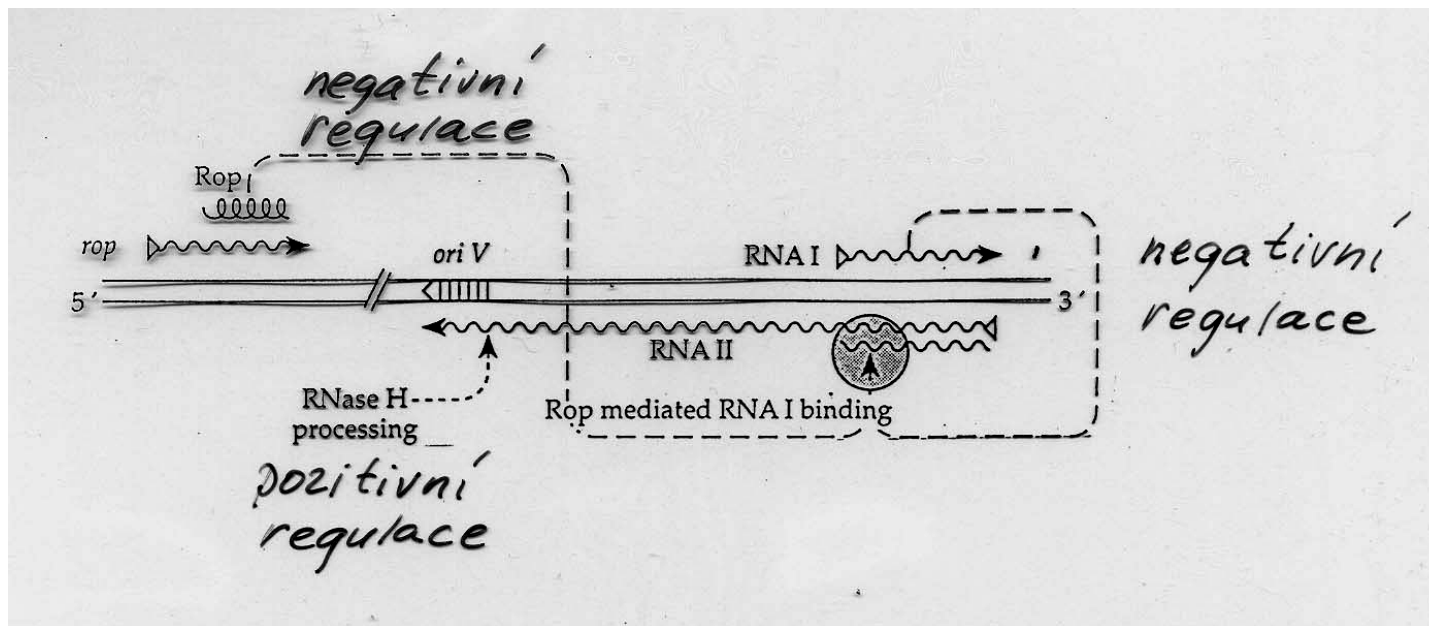 negativní
regulace
Rop
rop
ori V
RNA I
5′
3′
negativní
regulace
RNA II
RNase H
processing
Rop mediated RNA I binding
pozitivní
regulace